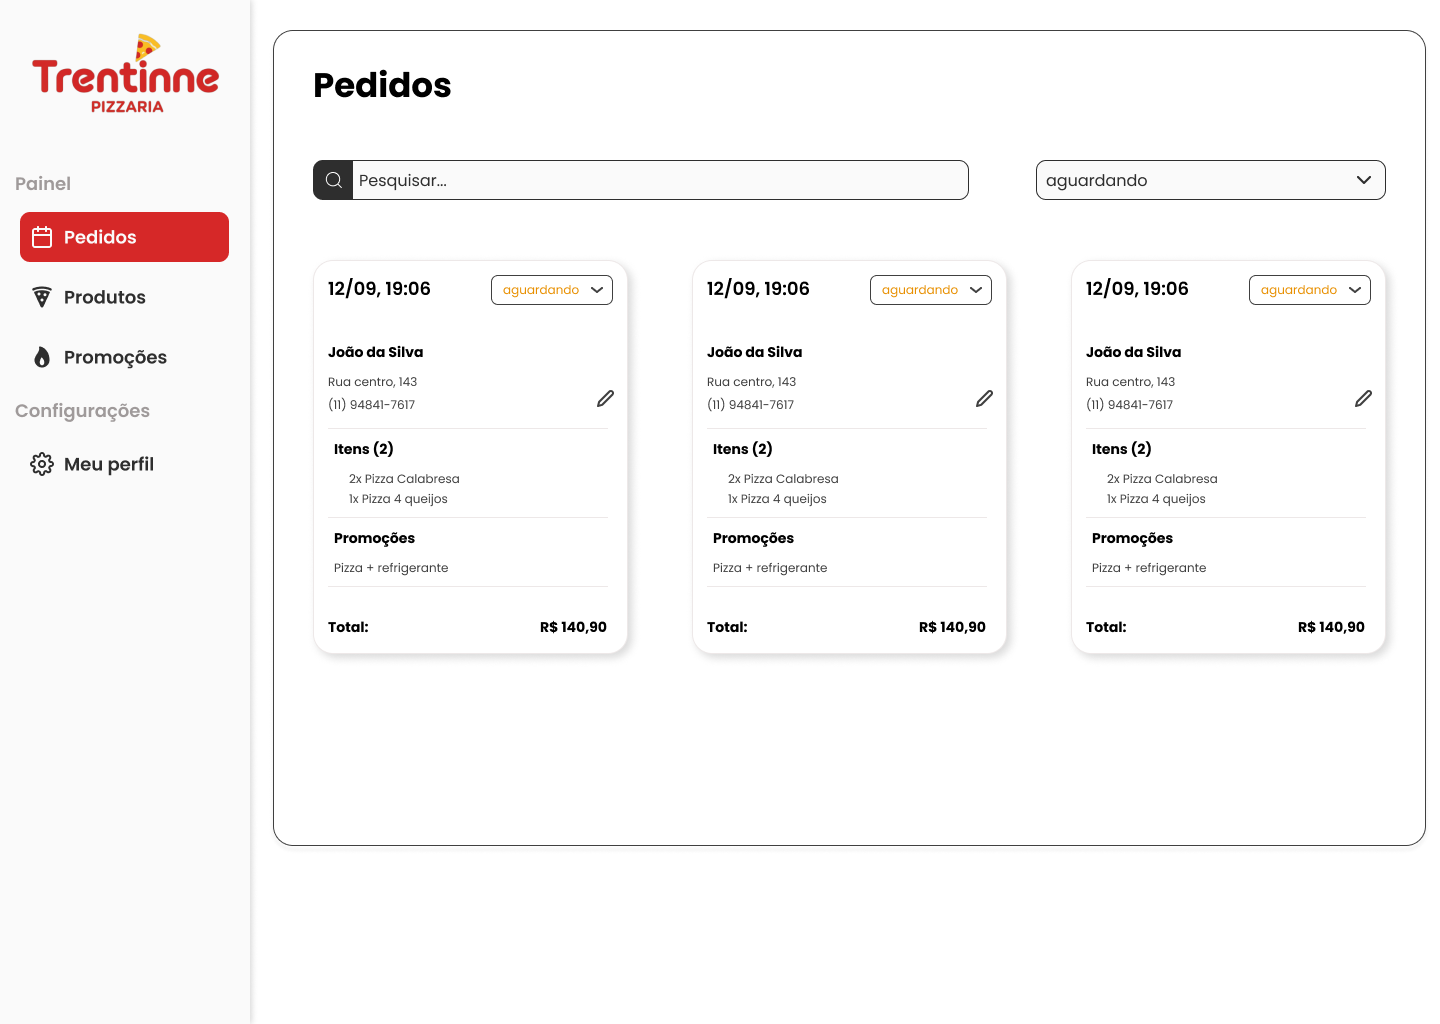 Trentinne
PIZZARIA
Painel
Pedidos
Produtos
Promoções
Configurações
Meu perfil
Pedidos
Pesquisar...
aguardando
12/09, 19:06
aguardando
João da Silva
Rua centro, 143
(11) 94841-7617
Itens (2)
2x Pizza Calabresa
1x Pizza 4 queijos
Promoções
Pizza + refrigerante
Total: R$ 140,90
12/09, 19:06
aguardando
João da Silva
Rua centro, 143
(11) 94841-7617
Itens (2)
2x Pizza Calabresa
1x Pizza 4 queijos
Promoções
Pizza + refrigerante
Total: R$ 140,90
12/09, 19:06
aguardando
João da Silva
Rua centro, 143
(11) 94841-7617
Itens (2)
2x Pizza Calabresa
1x Pizza 4 queijos
Promoções
Pizza + refrigerante
Total: R$ 140,90